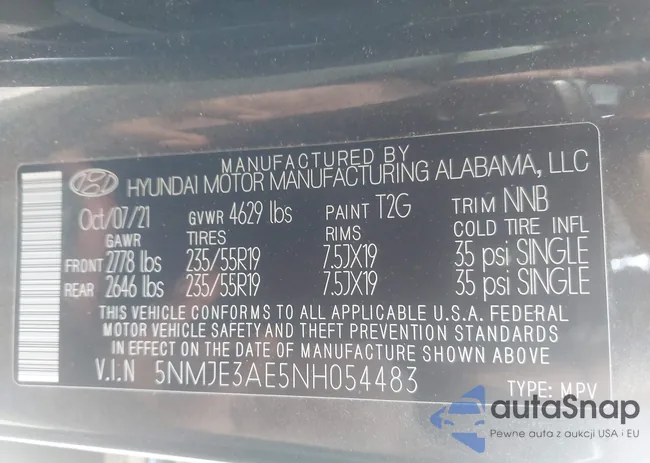 MANUFACTURED BY
HYUNDAI MOTOR MANUFACTURING ALABAMA, LLC
Oct/07/21 GVWR 4629 lbs PAINT T2G TRIM NNB
GAWR TIRES RIMS COLD TIRE INFL
FRONT 2778 lbs 235/55R19 7.5JX19 35 psi SINGLE
REAR 2646 lbs 235/55R19 7.5JX19 35 psi SINGLE
THIS VEHICLE CONFORMS TO ALL APPLICABLE U.S.A. FEDERAL
MOTOR VEHICLE SAFETY AND THEFT PREVENTION STANDARDS
IN EFFECT ON THE DATE OF MANUFACTURE SHOWN ABOVE.
V.I.N 5NMJE3AE5NH054483 TYPE: MPV
autaSnap
Pewne auta z aukcji USA i EU